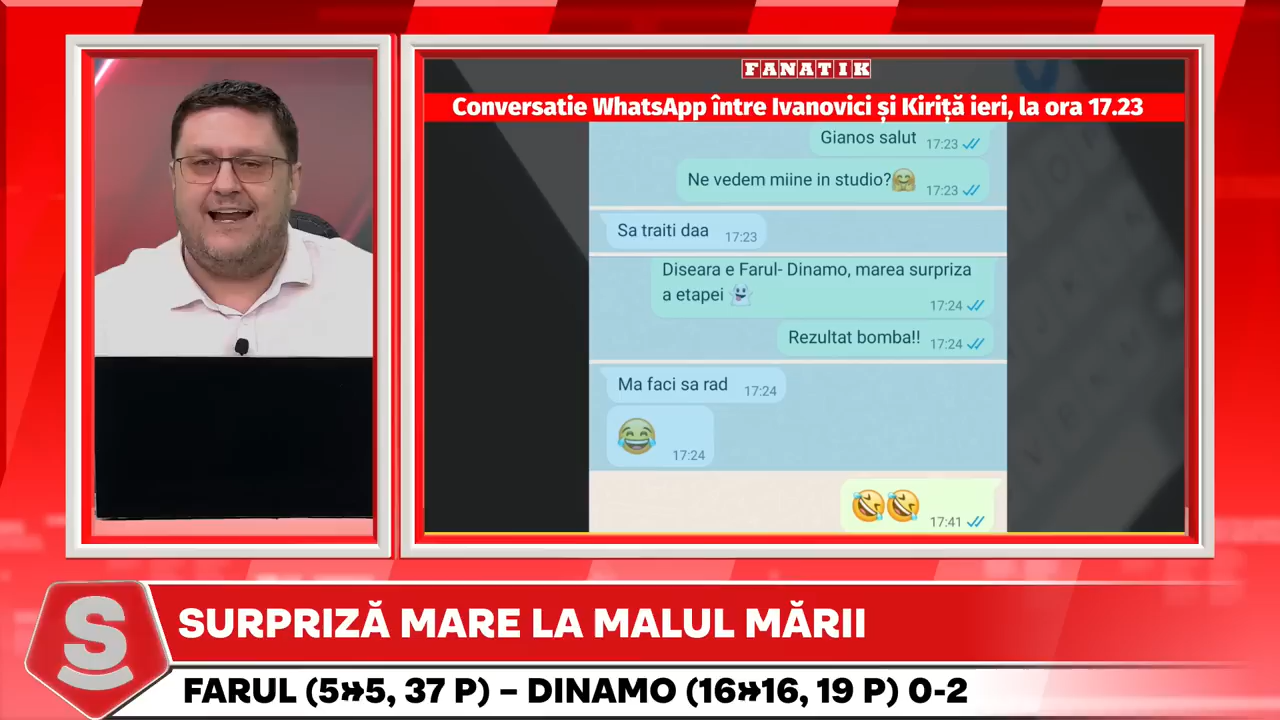 FANATIK
Conversatie WhatsApp între Ivanovici și Kiriță ieri, la ora 17.23
Gianos salut 17:23
Ne vedem miine in studio?🤗 17:23
Sa traiti daa 17:23
Diseara e Farul- Dinamo, marea surpriza
a etapei 👻 17:24
Rezultat bomba!! 17:24
Ma faci sa rad 17:24
😂 17:24
🤣🤣 17:41
S
SURPRIZĂ MARE LA MALUL MĂRII
FARUL (5»5, 37 P) – DINAMO (16»16, 19 P) 0-2